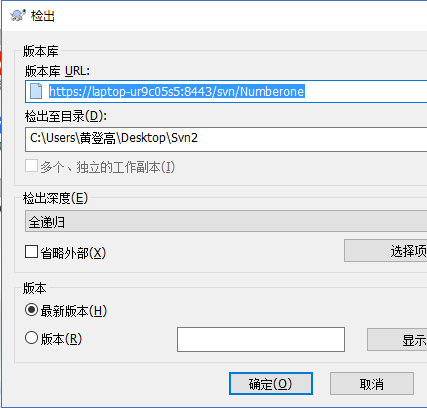 检出
版本库
版本库 URL:
https://laptop-ur9c05s5:8443/svn/Numberone
检出至目录(D):
C:\Users\黄登高\Desktop\Svn2
多个、独立的工作副本(I)
检出深度(E)
全递归
省略外部(X)
选择项
版本
最新版本(H)
版本(R)
显示
确定(O)
取消